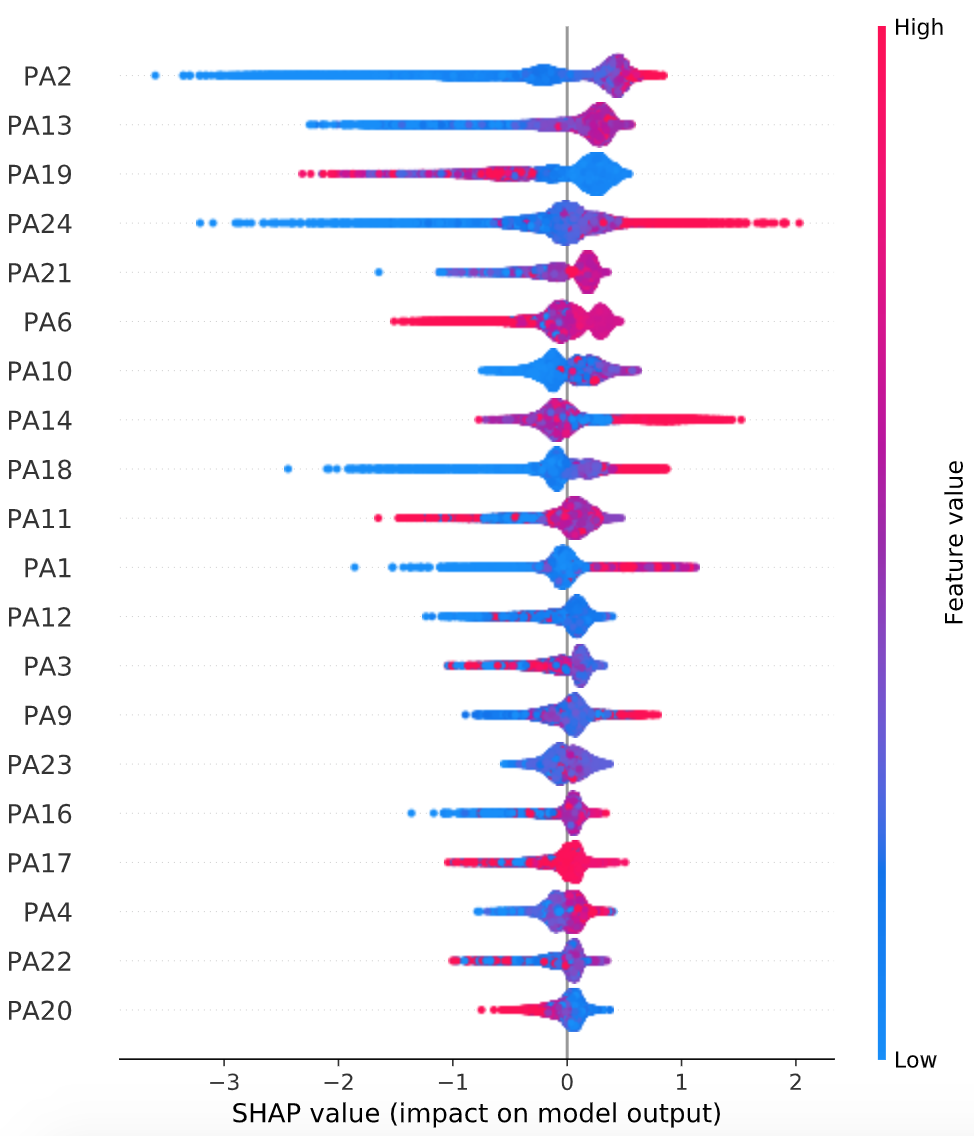 High
PA2
PA13
PA19
PA24
PA21
PA6
PA10
PA14
PA18
PA11
PA1
PA12
PA3
PA9
PA23
PA16
PA17
PA4
PA22
PA20
Feature value
Low
−3 −2 −1 0 1 2
SHAP value (impact on model output)